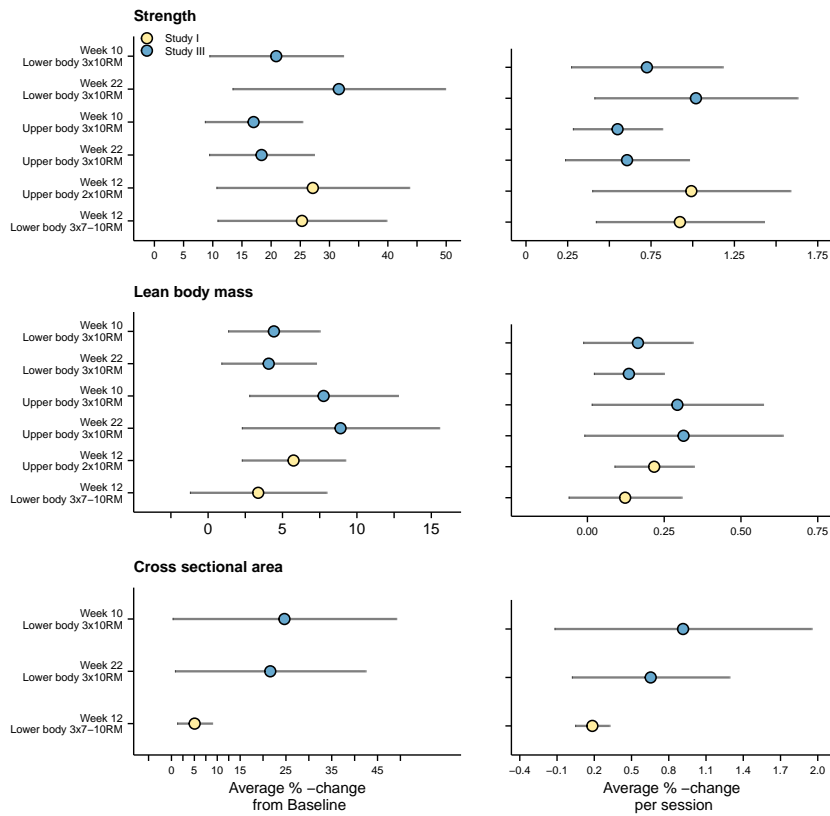 Strength
Study I
Study III
Week 10
Lower body 3x10RM
Week 22
Lower body 3x10RM
Week 10
Upper body 3x10RM
Week 22
Upper body 3x10RM
Week 12
Upper body 2x10RM
Week 12
Lower body 3x7−10RM
0 5 10 15 20 25 30 35 40 45 50
0 0.25 0.75 1.25 1.75
Lean body mass
Week 10
Lower body 3x10RM
Week 22
Lower body 3x10RM
Week 10
Upper body 3x10RM
Week 22
Upper body 3x10RM
Week 12
Upper body 2x10RM
Week 12
Lower body 3x7−10RM
0 5 10 15
0.00 0.25 0.50 0.75
Cross sectional area
Week 10
Lower body 3x10RM
Week 22
Lower body 3x10RM
Week 12
Lower body 3x7−10RM
0 5 10 15 25 35 45
−0.4 −0.1 0.2 0.5 0.8 1.1 1.4 1.7 2.0
Average % −change
from Baseline
Average % −change
per session